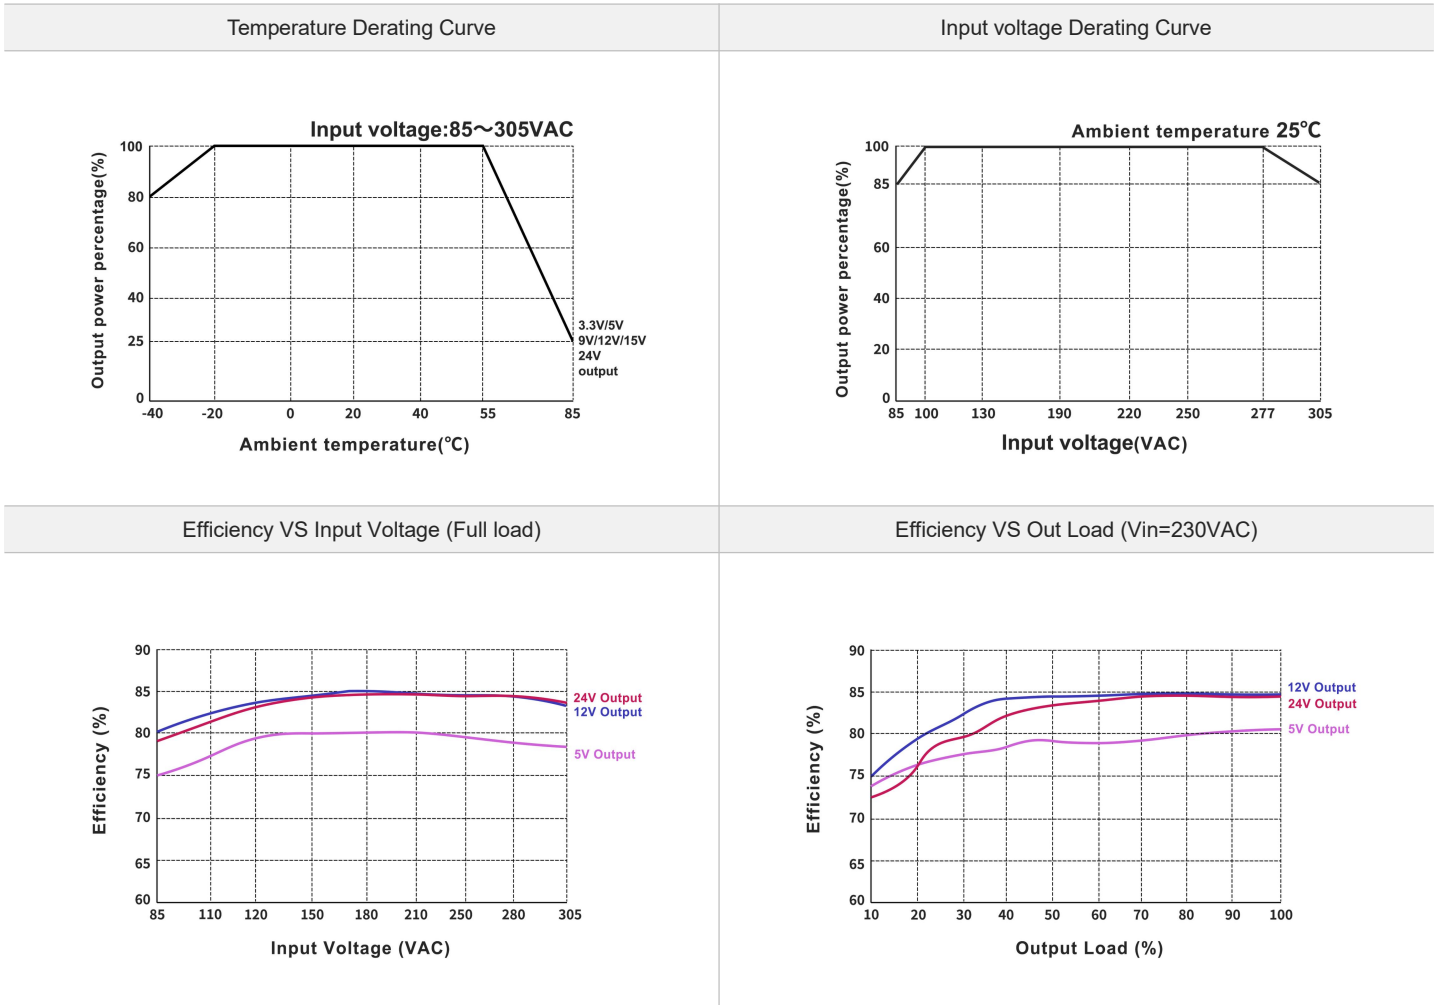 Temperature Derating Curve
Input voltage Derating Curve
Input voltage:85～305VAC
Output power percentage(%)
100
80
60
40
25
0
-40 -20 0 20 40 55 85
3.3V/5V
9V/12V/15V
24V
output
Ambient temperature(℃)
Ambient temperature 25℃
Output power percentage(%)
100
85
60
40
20
0
85 100 130 190 220 250 277 305
Input voltage(VAC)
Efficiency VS Input Voltage (Full load)
Efficiency VS Out Load (Vin=230VAC)
Efficiency (%)
90
85
80
75
70
65
60
85 110 120 150 180 210 250 280 305
24V Output
12V Output
5V Output
Input Voltage (VAC)
Efficiency (%)
90
85
80
75
70
65
60
10 20 30 40 50 60 70 80 90 100
12V Output
24V Output
5V Output
Output Load (%)